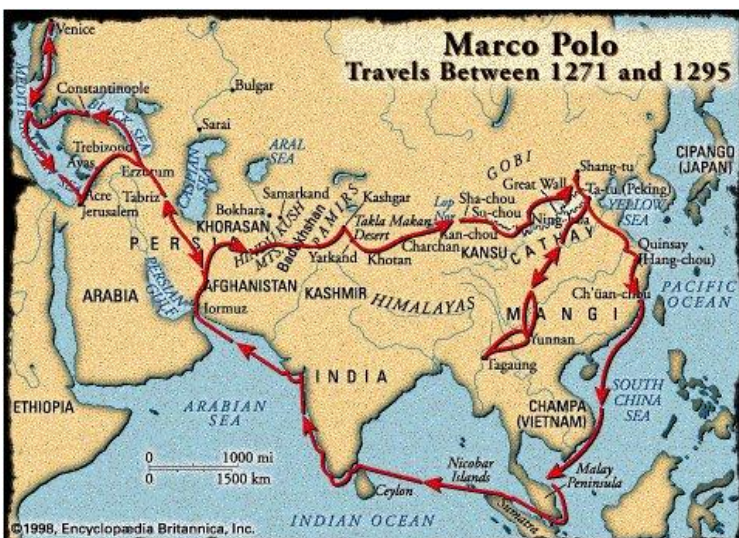 Marco Polo
Travels Between 1271 and 1295
Venice
Constantinople
BLACK SEA
Bulgar
Sarai
ARAL
SEA
CASPIAN
SEA
Trebizond
Ayas
Erzurum
Acre
Jerusalem
Tabriz
PERSIA
KHORASAN
Bokhara
Samarkand
HINDU KUSH
MTS.
Badakhshan
PAMIRS
Kashgar
Takla Makan
Desert
Yarkand
Khotan
Charchan
Lop
Nor
Sha-chou
Su-chou
Kan-chou
KANSU
GOBI
Great Wall
Shang-tu
Ta-tu (Peking)
YELLOW
SEA
CIPANGO
(JAPAN)
CATHAY
Quinsay
(Hang-chou)
PACIFIC
OCEAN
PERSIAN
GULF
ARABIA
AFGHANISTAN
KASHMIR
HIMALAYAS
Hormuz
MANGI
Ch'üan-chou
Yunnan
Tagaung
INDIA
ETHIOPIA
ARABIAN
SEA
CHAMPA
(VIETNAM)
SOUTH
CHINA
SEA
0 1000 mi
0 1500 km
Nicobar
Islands
Malay
Peninsula
Ceylon
Sumatra
INDIAN OCEAN
©1998, Encyclopædia Britannica, Inc.